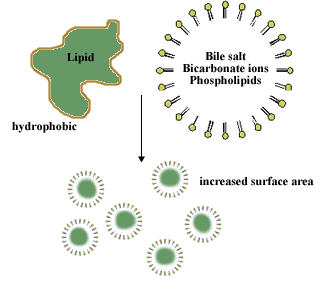 Lipid
Bile salt
Bicarbonate ions
Phospholipids
hydrophobic
increased surface area